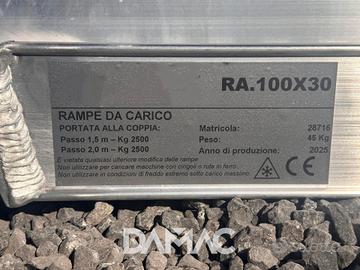 RA.100X30
RAMPE DA CARICO
PORTATA ALLA COPPIA:
Passo 1,5 m – Kg 2500
Passo 2,0 m – Kg 2500
Matricola: 28716
Peso: 45 Kg
Anno di produzione: 2025
E vietata qualsiasi ulteriore modifica delle rampe.
Non utilizzare per caricare macchine con cingoli o ruta in ferro.
Non utilizzare in condizioni di freddo estremo sotto carico massimo.
CE
DAMAC